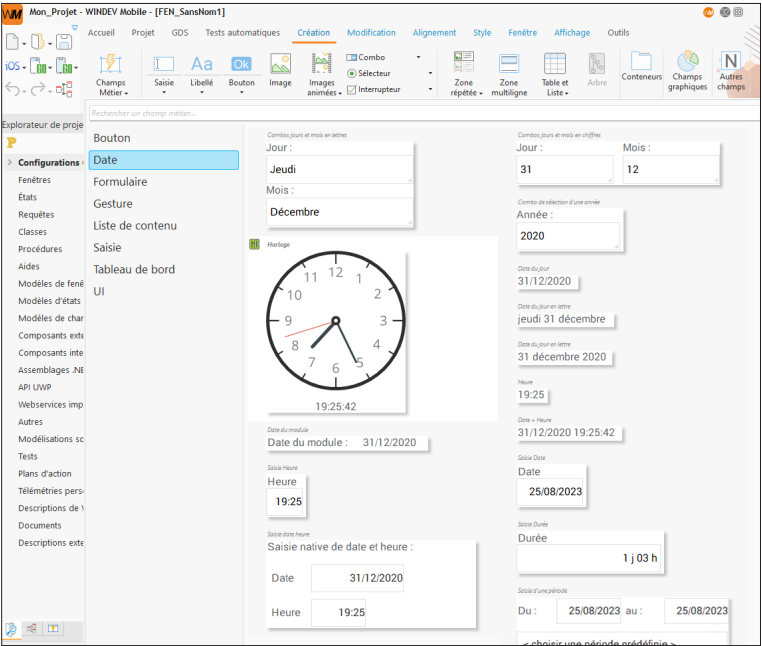 WM Mon_Projet - WINDEV Mobile - [FEN_SansNom1]
Accueil Projet GDS Tests automatiques Création Modification Alignement Style Fenêtre Affichage Outils
iOS
Champs Métier
Saisie
Aa Libellé
Ok Bouton
Image
Images animées
Combo
Sélecteur
Interrupteur
Zone répétée
Zone multiligne
Table et Liste
Arbre
Conteneurs
Champs graphiques
N Autres champs
Rechercher un champ métier...
Explorateur de proje
P
Configurations
Fenêtres
États
Requêtes
Classes
Procédures
Aides
Modèles de fenê
Modèles d'états
Modèles de char
Composants exte
Composants inte
Assemblages .NE
API UWP
Webservices imp
Autres
Modélisations sc
Tests
Plans d'action
Télémétries pers
Descriptions de
Documents
Descriptions exte
Bouton
Date
Formulaire
Gesture
Liste de contenu
Saisie
Tableau de bord
UI
Combos jours et mois en lettres
Jour :
Jeudi
Mois :
Décembre
Horloge
12
1
2
3
4
5
6
7
8
9
10
11
19:25:42
Date du module
Date du module : 31/12/2020
Saisie Heure
Heure
19:25
Saisie date heure
Saisie native de date et heure :
Date 31/12/2020
Heure 19:25
Combos jours et mois en chiffres
Jour : Mois :
31 12
Combo de sélection d'une année
Année :
2020
Date du jour
31/12/2020
Date du jour en lettre
jeudi 31 décembre
Date du jour en lettre
31 décembre 2020
Heure
19:25
Date + Heure
31/12/2020 19:25:42
Saisie Date
Date
25/08/2023
Saisie Durée
Durée
1 j 03 h
Saisie d'une période
Du : 25/08/2023 au : 25/08/2023
< choisir une période prédéfinie >